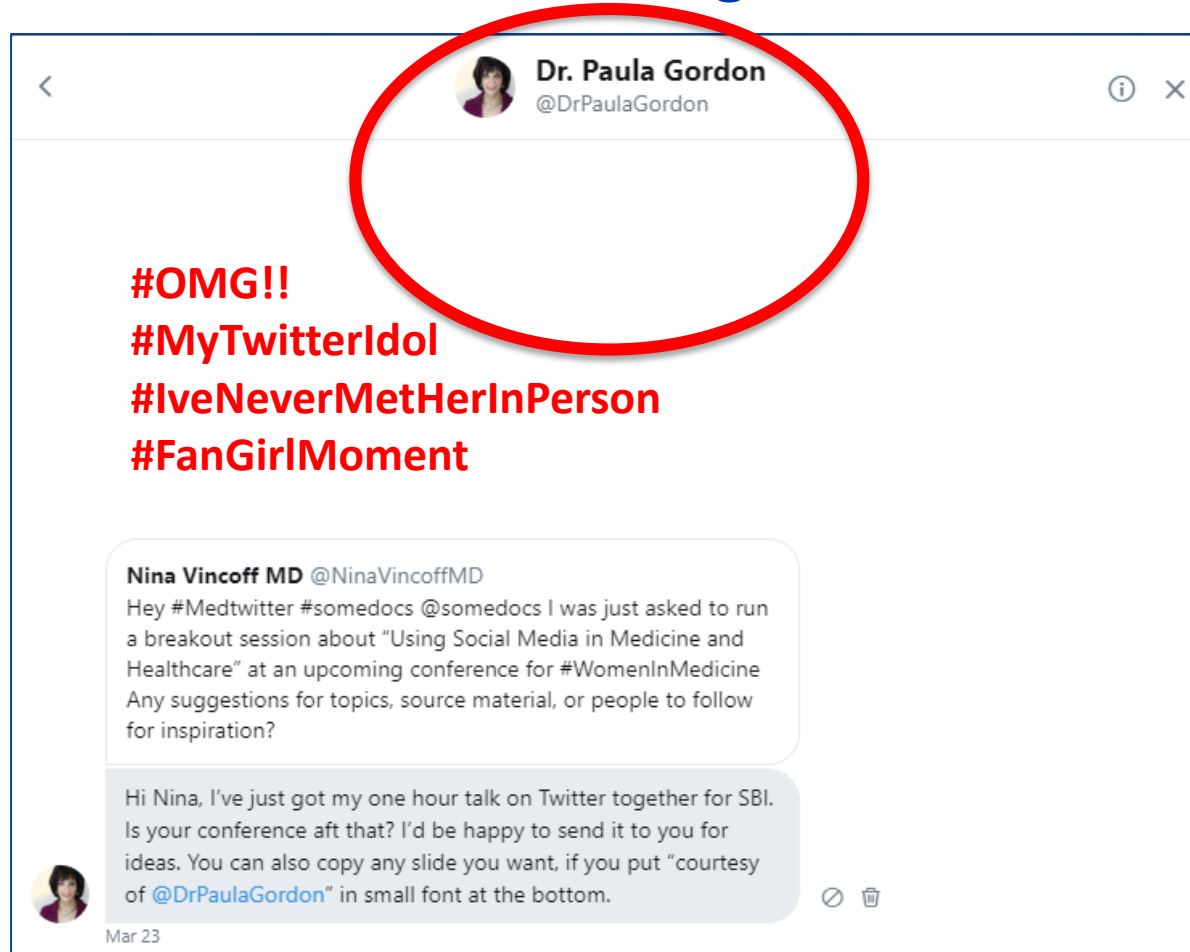 Dr. Paula Gordon
@DrPaulaGordon
#OMG!!
#MyTwitterIdol
#IveNeverMetHerInPerson
#FanGirlMoment
Nina Vincoff MD @NinaVincoffMD
Hey #Medtwitter #somedocs @somedocs I was just asked to run
a breakout session about “Using Social Media in Medicine and
Healthcare” at an upcoming conference for #WomenInMedicine
Any suggestions for topics, source material, or people to follow
for inspiration?
Hi Nina, I’ve just got my one hour talk on Twitter together for SBI.
Is your conference aft that? I’d be happy to send it to you for
ideas. You can also copy any slide you want, if you put “courtesy
of @DrPaulaGordon” in small font at the bottom.
Mar 23